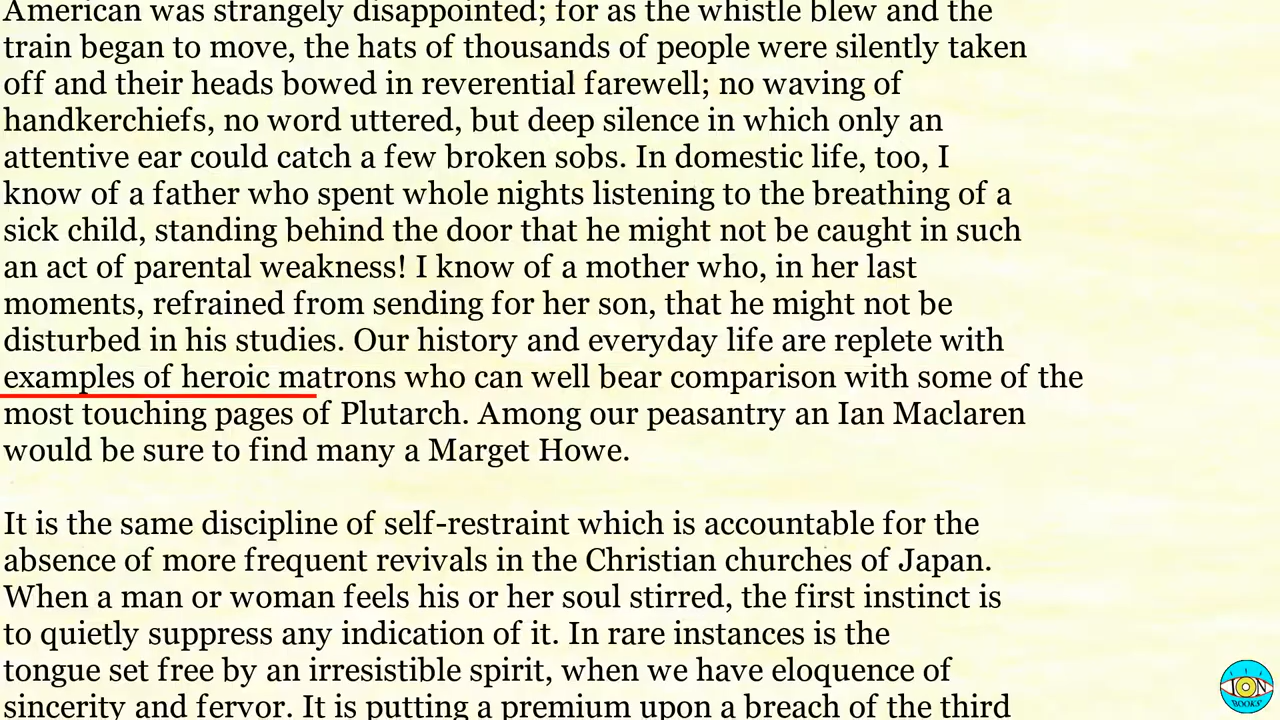 American was strangely disappointed; for as the whistle blew and the
train began to move, the hats of thousands of people were silently taken
off and their heads bowed in reverential farewell; no waving of
handkerchiefs, no word uttered, but deep silence in which only an
attentive ear could catch a few broken sobs. In domestic life, too, I
know of a father who spent whole nights listening to the breathing of a
sick child, standing behind the door that he might not be caught in such
an act of parental weakness! I know of a mother who, in her last
moments, refrained from sending for her son, that he might not be
disturbed in his studies. Our history and everyday life are replete with
examples of heroic matrons who can well bear comparison with some of the
most touching pages of Plutarch. Among our peasantry an Ian Maclaren
would be sure to find many a Marget Howe.
It is the same discipline of self-restraint which is accountable for the
absence of more frequent revivals in the Christian churches of Japan.
When a man or woman feels his or her soul stirred, the first instinct is
to quietly suppress any indication of it. In rare instances is the
tongue set free by an irresistible spirit, when we have eloquence of
sincerity and fervor. It is putting a premium upon a breach of the third
ION
BOOKS